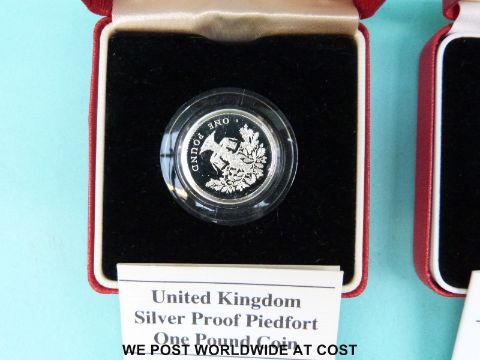 ONE POUND
United Kingdom
Silver Proof Piedfort
One Pound Coin
WE POST WORLDWIDE AT COST